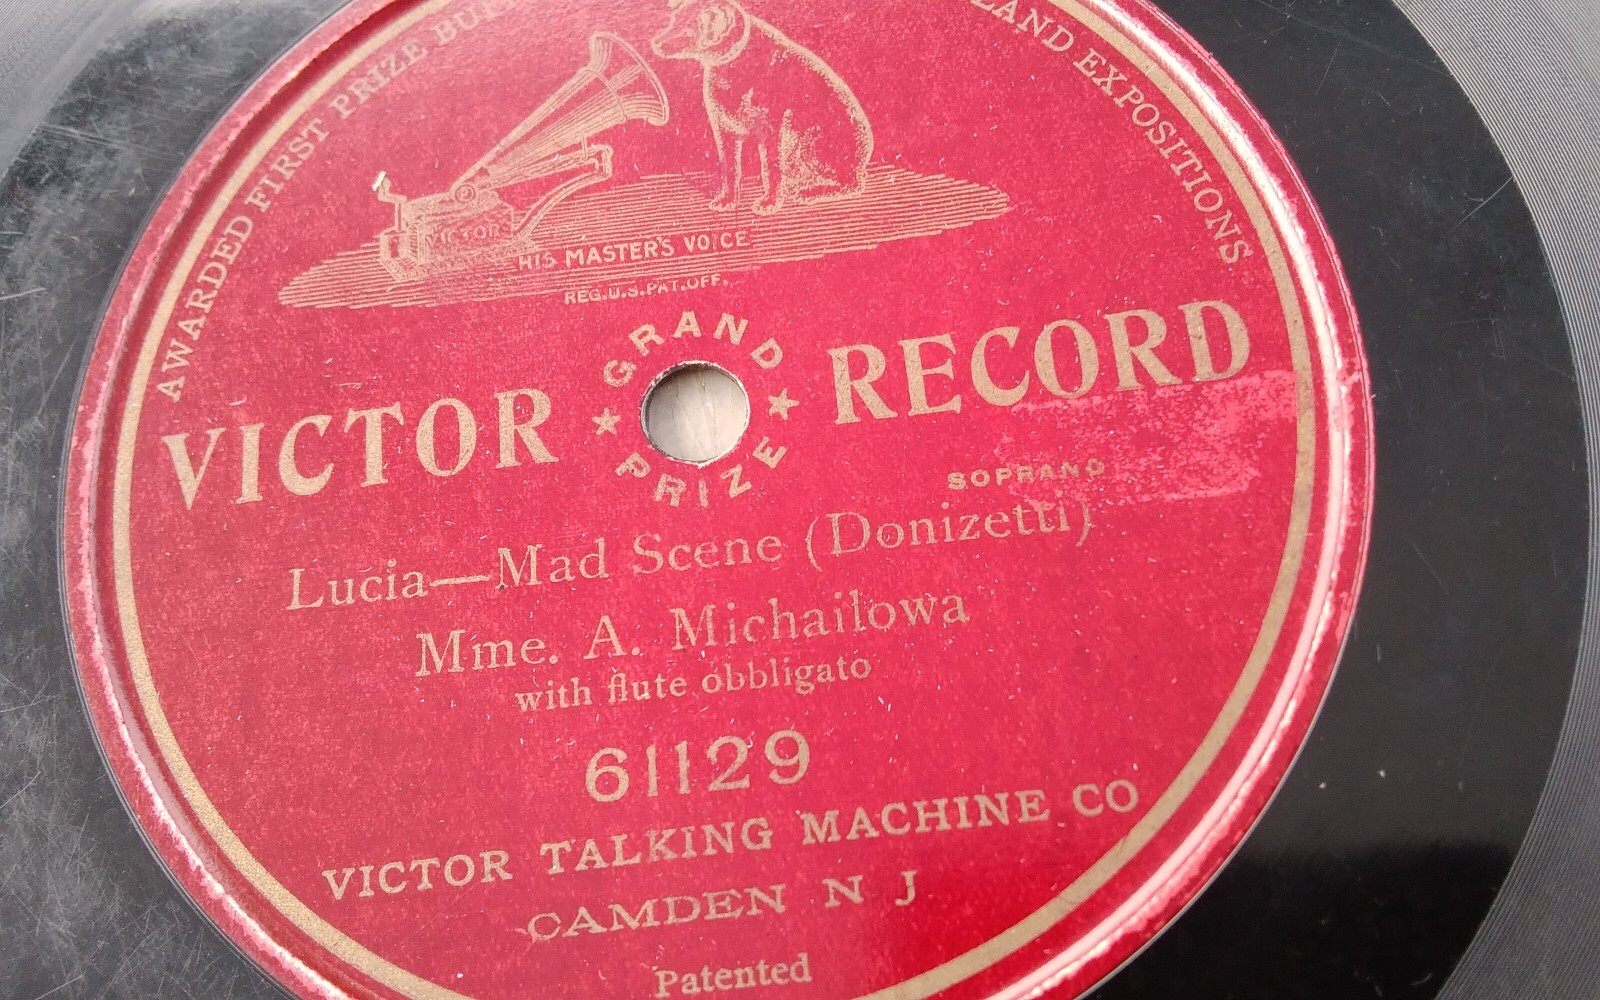 AWARDED FIRST PRIZE
LAND EXPOSITIONS
VICTOR
HIS MASTER'S VOICE
REG.U.S.PAT.OFF.
GRAND PRIZE
VICTOR RECORD
SOPRANO
Lucia—Mad Scene (Donizetti)
Mme. A. Michailowa
with flute obbligato
61129
VICTOR TALKING MACHINE CO
CAMDEN N J
Patented